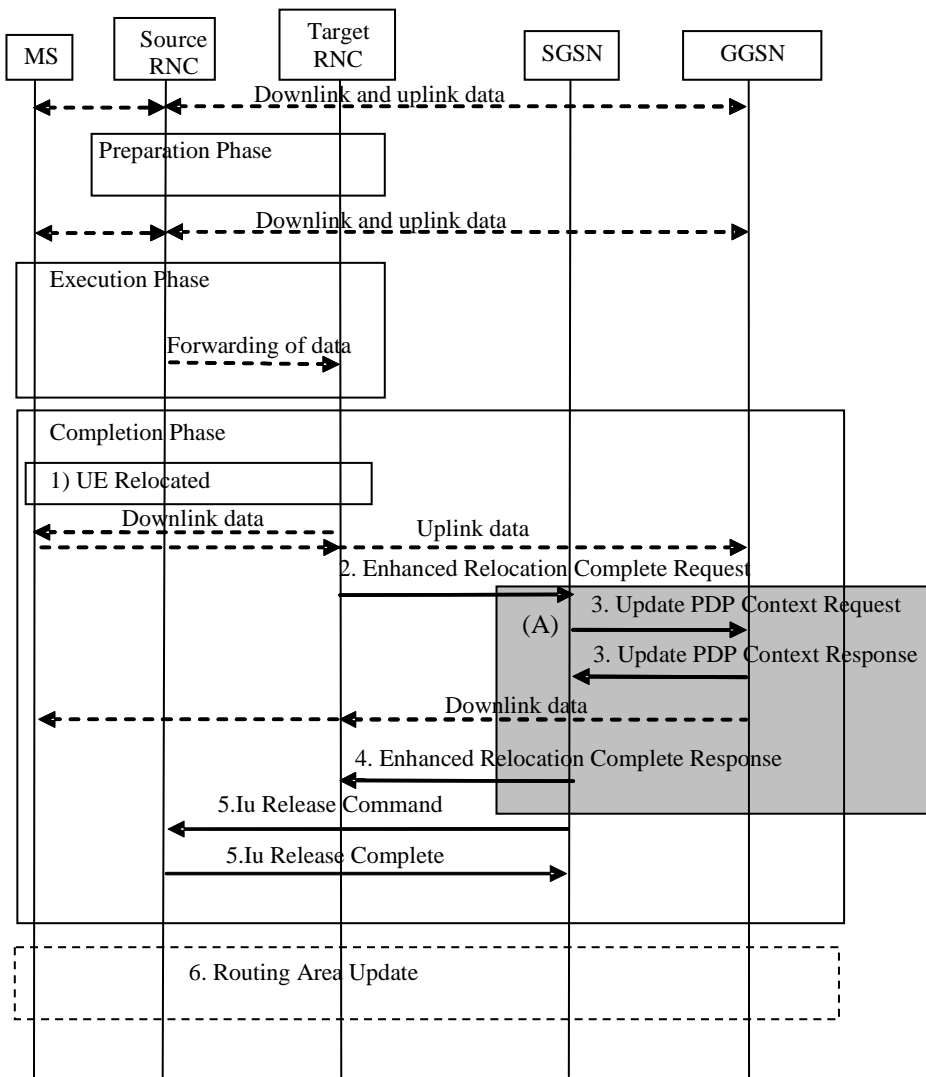 MS
Source
RNC
Target
RNC
SGSN
GGSN
Downlink and uplink data
Preparation Phase
Downlink and uplink data
Execution Phase
Forwarding of data
Completion Phase
1) UE Relocated
Downlink data
Uplink data
2. Enhanced Relocation Complete Request
(A)
3. Update PDP Context Request
3. Update PDP Context Response
Downlink data
4. Enhanced Relocation Complete Response
5.Iu Release Command
5.Iu Release Complete
6. Routing Area Update